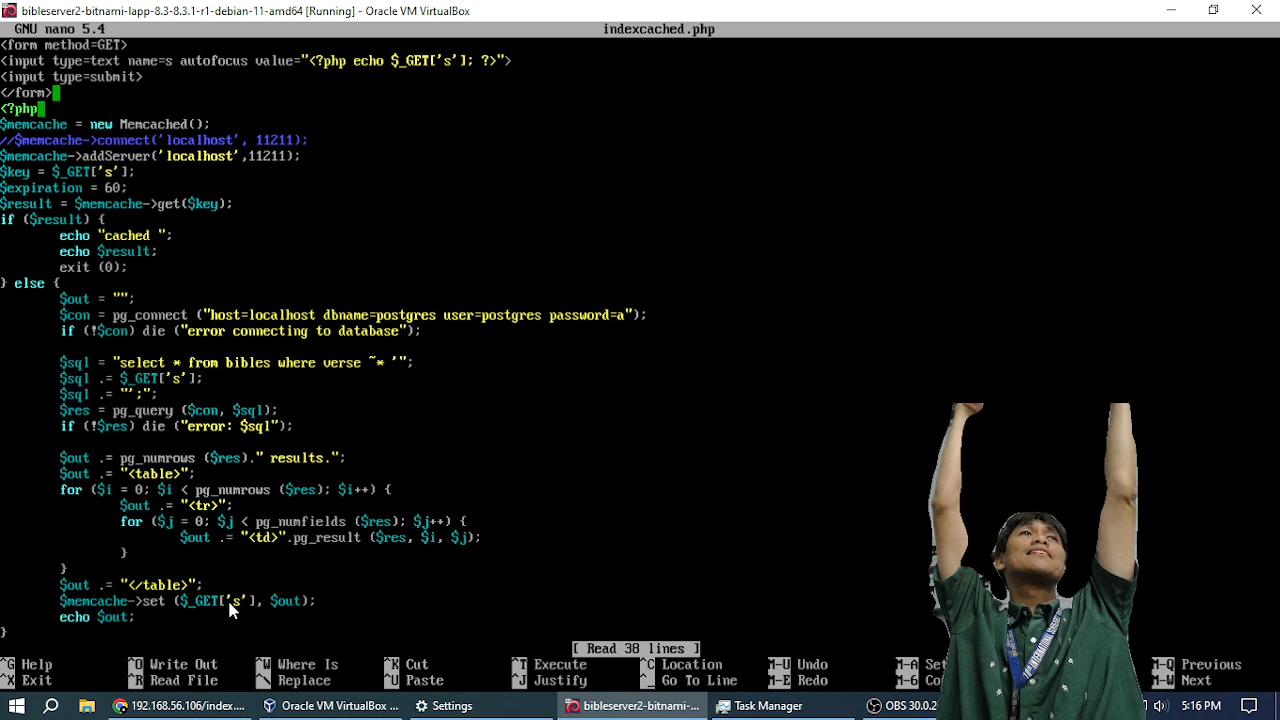 bibleserver2-bitnami-lapp-8.3-8.3.1-r1-debian-11-amd64 [Running] - Oracle VM VirtualBox
GNU nano 5.4 indexcached.php
<form method=GET>
<input type=text name=s autofocus value="<?php echo $_GET['s']; ?>">
<input type=submit>
</form>
<?php
$memcache = new Memcached();
//$memcache->connect('localhost', 11211);
$memcache->addServer('localhost',11211);
$key = $_GET['s'];
$expiration = 60;
$result = $memcache->get($key);
if ($result) {
echo "cached ";
echo $result;
exit (0);
} else {
$out = "";
$con = pg_connect ("host=localhost dbname=postgres user=postgres password=a");
if (!$con) die ("error connecting to database");
$sql = "select * from bibles where verse ~* '";
$sql .= $_GET['s'];
$sql .= "';";
$res = pg_query ($con, $sql);
if (!$res) die ("error: $sql");
$out .= pg_numrows ($res)." results.";
$out .= "<table>";
for ($i = 0; $i < pg_numrows ($res); $i++) {
$out .= "<tr>";
for ($j = 0; $j < pg_numfields ($res); $j++) {
$out .= "<td>".pg_result ($res, $i, $j);
}
}
$out .= "</table>";
$memcache->set ($_GET['s'], $out);
echo $out;
}
[ Read 38 lines ]
^G Help ^O Write Out ^W Where Is ^K Cut ^T Execute ^C Location M-U Undo M-A Set M-Q Previous
^X Exit ^R Read File ^\ Replace ^U Paste ^J Justify ^_ Go To Line M-E Redo M-6 Co M-W Next
192.168.56.106/index.... Oracle VM VirtualBox ... Settings bibleserver2-bitnami-... Task Manager OBS 30.0.2 5:16 PM